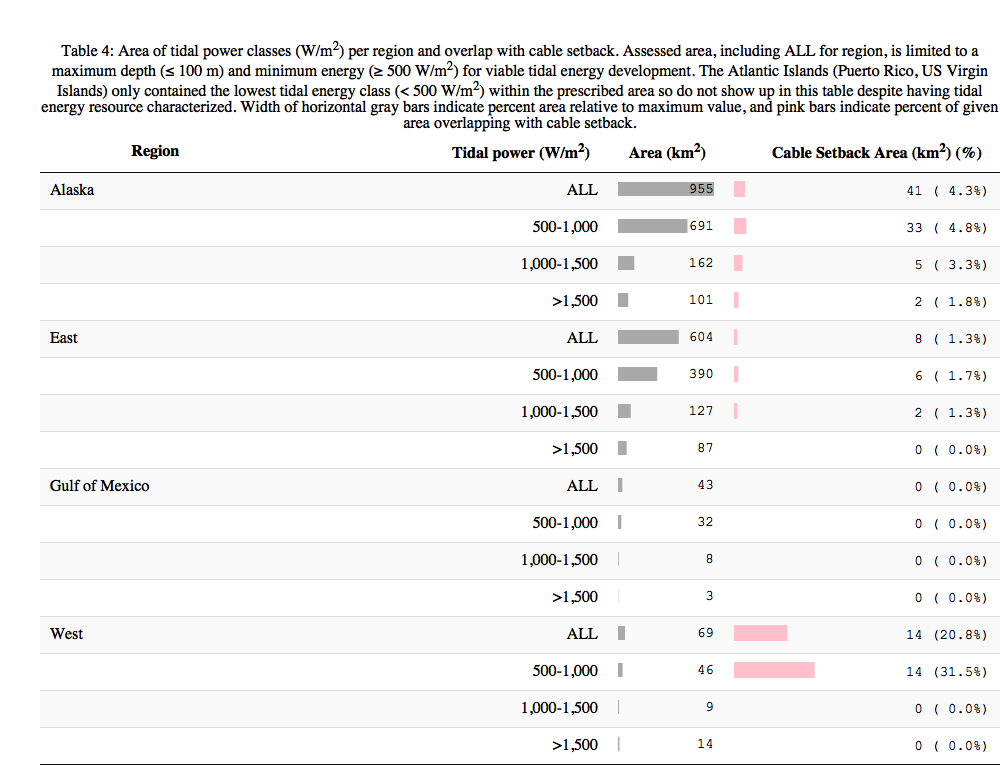 Table 4: Area of tidal power classes (W/m²) per region and overlap with cable setback. Assessed area, including ALL for region, is limited to a
maximum depth (≤ 100 m) and minimum energy (≥ 500 W/m²) for viable tidal energy development. The Atlantic Islands (Puerto Rico, US Virgin
Islands) only contained the lowest tidal energy class (< 500 W/m²) within the prescribed area so do not show up in this table despite having tidal
energy resource characterized. Width of horizontal gray bars indicate percent area relative to maximum value, and pink bars indicate percent of given
area overlapping with cable setback.
Region Tidal power (W/m²) Area (km²) Cable Setback Area (km²) (%)
Alaska ALL 955 41 ( 4.3%)
500-1,000 691 33 ( 4.8%)
1,000-1,500 162 5 ( 3.3%)
>1,500 101 2 ( 1.8%)
East ALL 604 8 ( 1.3%)
500-1,000 390 6 ( 1.7%)
1,000-1,500 127 2 ( 1.3%)
>1,500 87 0 ( 0.0%)
Gulf of Mexico ALL 43 0 ( 0.0%)
500-1,000 32 0 ( 0.0%)
1,000-1,500 8 0 ( 0.0%)
>1,500 3 0 ( 0.0%)
West ALL 69 14 (20.8%)
500-1,000 46 14 (31.5%)
1,000-1,500 9 0 ( 0.0%)
>1,500 14 0 ( 0.0%)